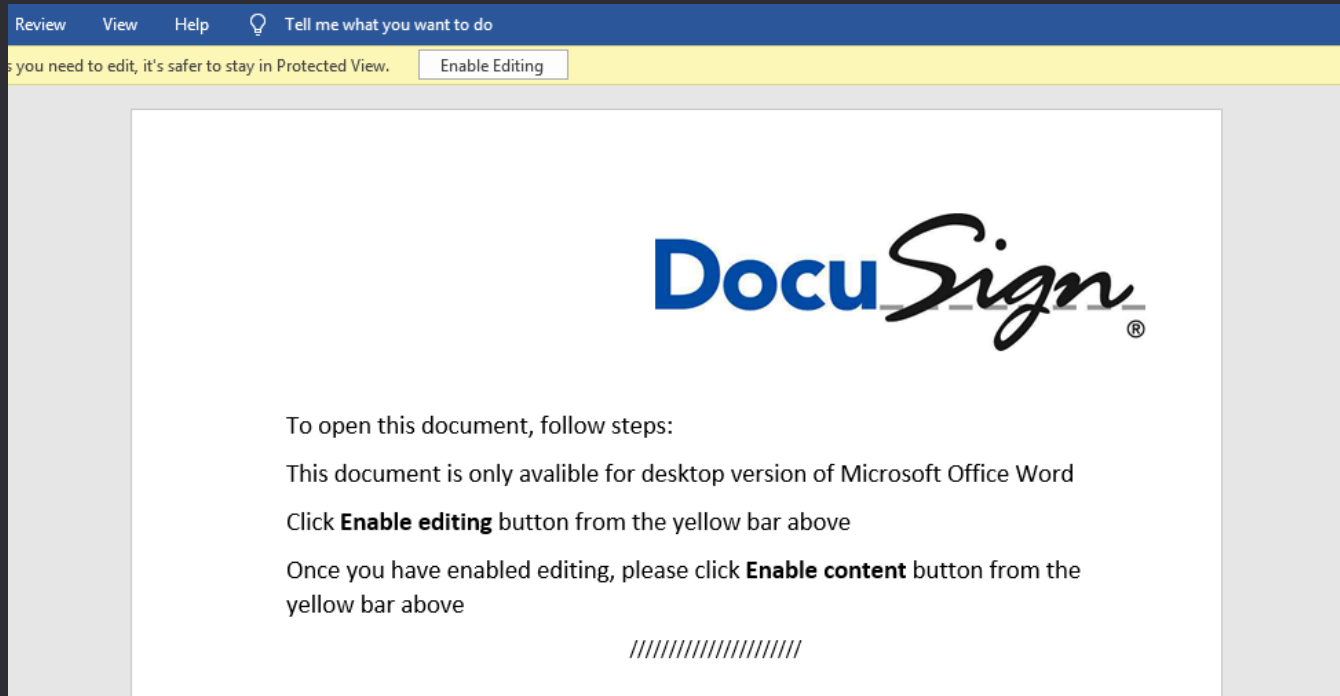 Review View Help Tell me what you want to do
s you need to edit, it's safer to stay in Protected View. Enable Editing
DocuSign®
To open this document, follow steps:
This document is only avalible for desktop version of Microsoft Office Word
Click Enable editing button from the yellow bar above
Once you have enabled editing, please click Enable content button from the
yellow bar above
//////////////////////